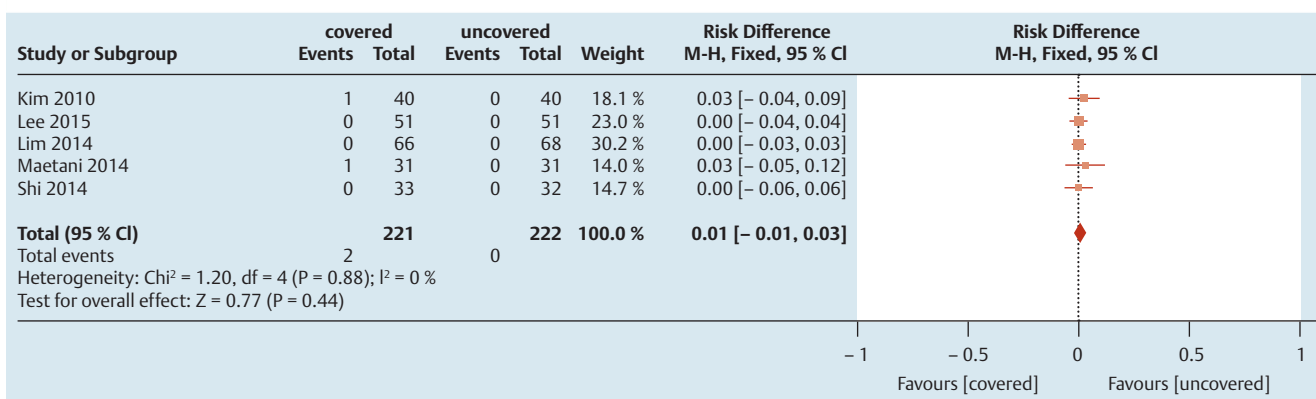 covered uncovered Risk Difference Risk Difference
Study or Subgroup Events Total Events Total Weight M-H, Fixed, 95 % CI M-H, Fixed, 95 % CI
Kim 2010 1 40 0 40 18.1 % 0.03 [– 0.04, 0.09]
Lee 2015 0 51 0 51 23.0 % 0.00 [– 0.04, 0.04]
Lim 2014 0 66 0 68 30.2 % 0.00 [– 0.03, 0.03]
Maetani 2014 1 31 0 31 14.0 % 0.03 [– 0.05, 0.12]
Shi 2014 0 33 0 32 14.7 % 0.00 [– 0.06, 0.06]
Total (95 % CI) 221 222 100.0 % 0.01 [– 0.01, 0.03]
Total events 2 0
Heterogeneity: Chi² = 1.20, df = 4 (P = 0.88); I² = 0 %
Test for overall effect: Z = 0.77 (P = 0.44)
– 1 – 0.5 0 0.5 1
Favours [covered] Favours [uncovered]